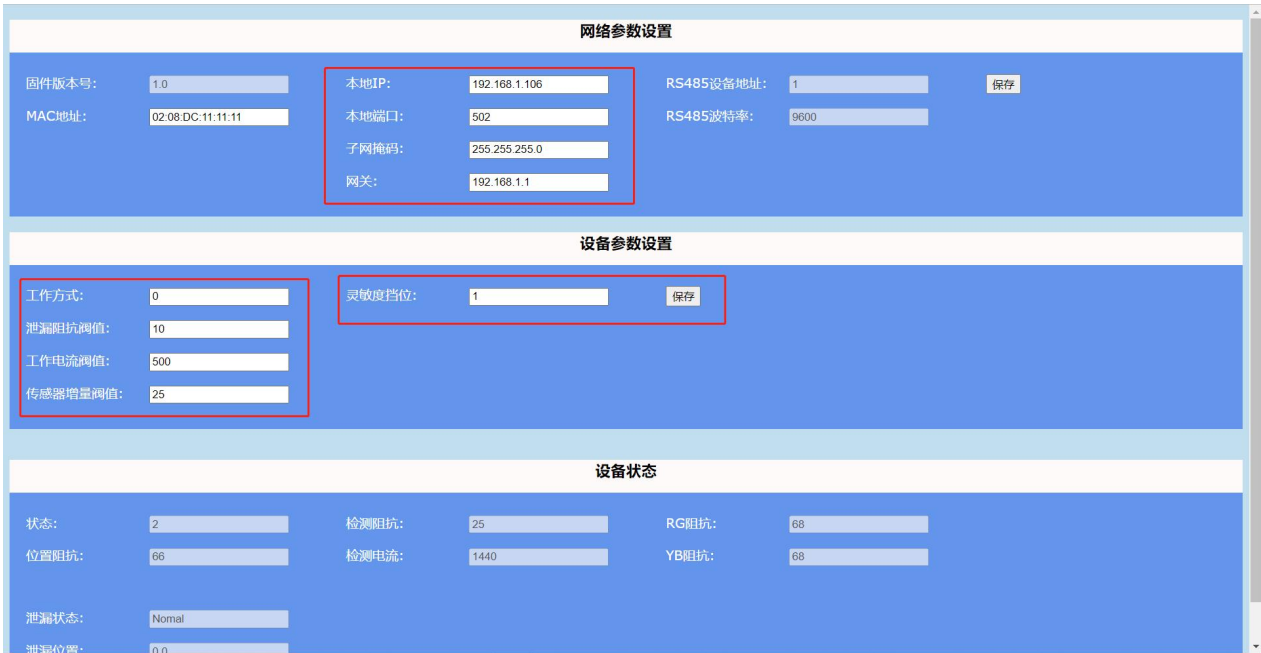 网络参数设置
固件版本号: 1.0 本地IP: 192.168.1.106 RS485设备地址: 1 保存
MAC地址: 02:08:DC:11:11:11 本地端口: 502 RS485波特率: 9600
子网掩码: 255.255.255.0
网关: 192.168.1.1
设备参数设置
工作方式: 0 灵敏度挡位: 1 保存
泄漏阻抗阀值: 10
工作电流阀值: 500
传感器增量阀值: 25
设备状态
状态: 2 检测阻抗: 25 RG阻抗: 68
位置阻抗: 66 检测电流: 1440 YB阻抗: 68
泄漏状态: Nomal
泄漏位置: 0.0